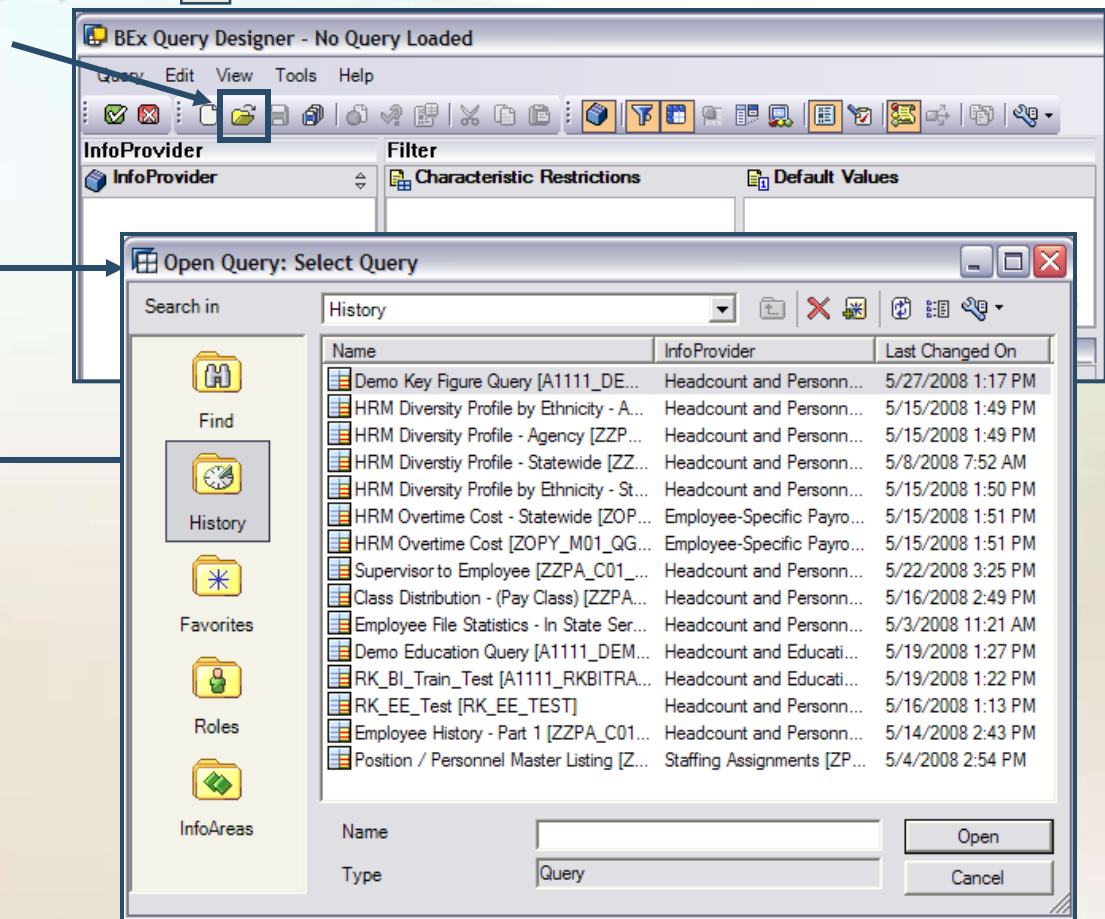 BEx Query Designer - No Query Loaded
Query Edit View Tools Help
InfoProvider Filter
InfoProvider Characteristic Restrictions Default Values
Open Query: Select Query
Search in History
Name InfoProvider Last Changed On
Demo Key Figure Query [A1111_DE... Headcount and Personn... 5/27/2008 1:17 PM
HRM Diversity Profile by Ethnicity - A... Headcount and Personn... 5/15/2008 1:49 PM
HRM Diversity Profile - Agency [ZZP... Headcount and Personn... 5/15/2008 1:49 PM
HRM Diverstiy Profile - Statewide [ZZ... Headcount and Personn... 5/8/2008 7:52 AM
HRM Diversity Profile by Ethnicity - St... Headcount and Personn... 5/15/2008 1:50 PM
HRM Overtime Cost - Statewide [ZOP... Employee-Specific Payro... 5/15/2008 1:51 PM
HRM Overtime Cost [ZOPY_M01_QG... Employee-Specific Payro... 5/15/2008 1:51 PM
Supervisor to Employee [ZZPA_C01_... Headcount and Personn... 5/22/2008 3:25 PM
Class Distribution - (Pay Class) [ZZPA... Headcount and Personn... 5/16/2008 2:49 PM
Employee File Statistics - In State Ser... Headcount and Personn... 5/3/2008 11:21 AM
Demo Education Query [A1111_DEM... Headcount and Educati... 5/19/2008 1:27 PM
RK_BI_Train_Test [A1111_RKBITRA... Headcount and Educati... 5/19/2008 1:22 PM
RK_EE_Test [RK_EE_TEST] Headcount and Personn... 5/16/2008 1:13 PM
Employee History - Part 1 [ZZPA_C01... Headcount and Personn... 5/14/2008 2:43 PM
Position / Personnel Master Listing [Z... Staffing Assignments [ZP... 5/4/2008 2:54 PM
Find
History
Favorites
Roles
InfoAreas
Name Open
Type Query Cancel